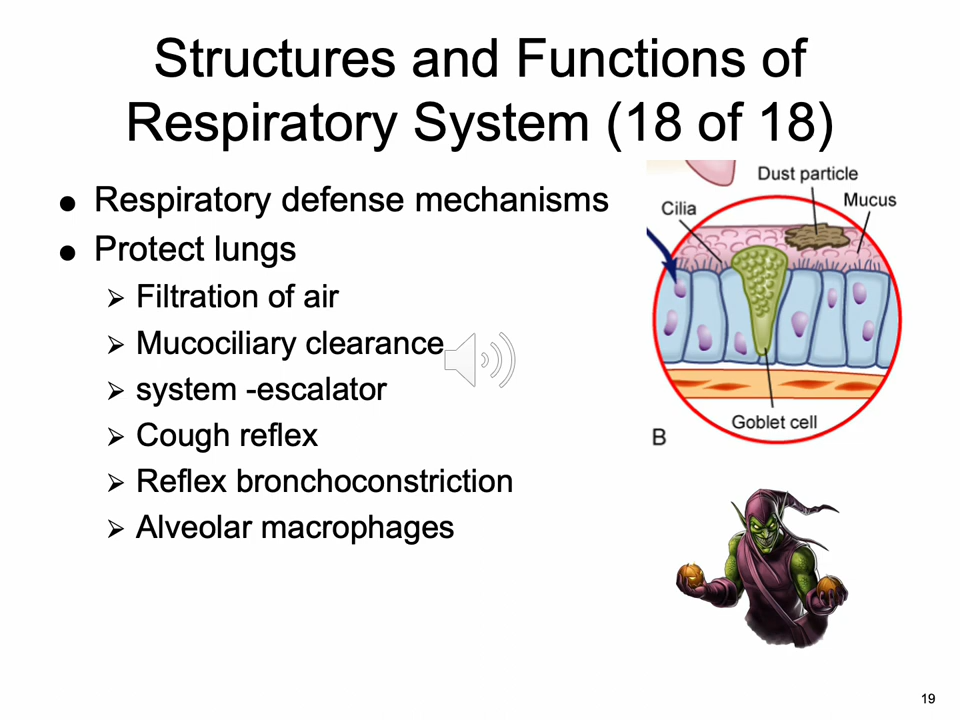 Structures and Functions of
Respiratory System (18 of 18)
● Respiratory defense mechanisms
● Protect lungs
➢ Filtration of air
➢ Mucociliary clearance
➢ system -escalator
➢ Cough reflex
➢ Reflex bronchoconstriction
➢ Alveolar macrophages
Dust particle
Cilia
Mucus
Goblet cell
B
19